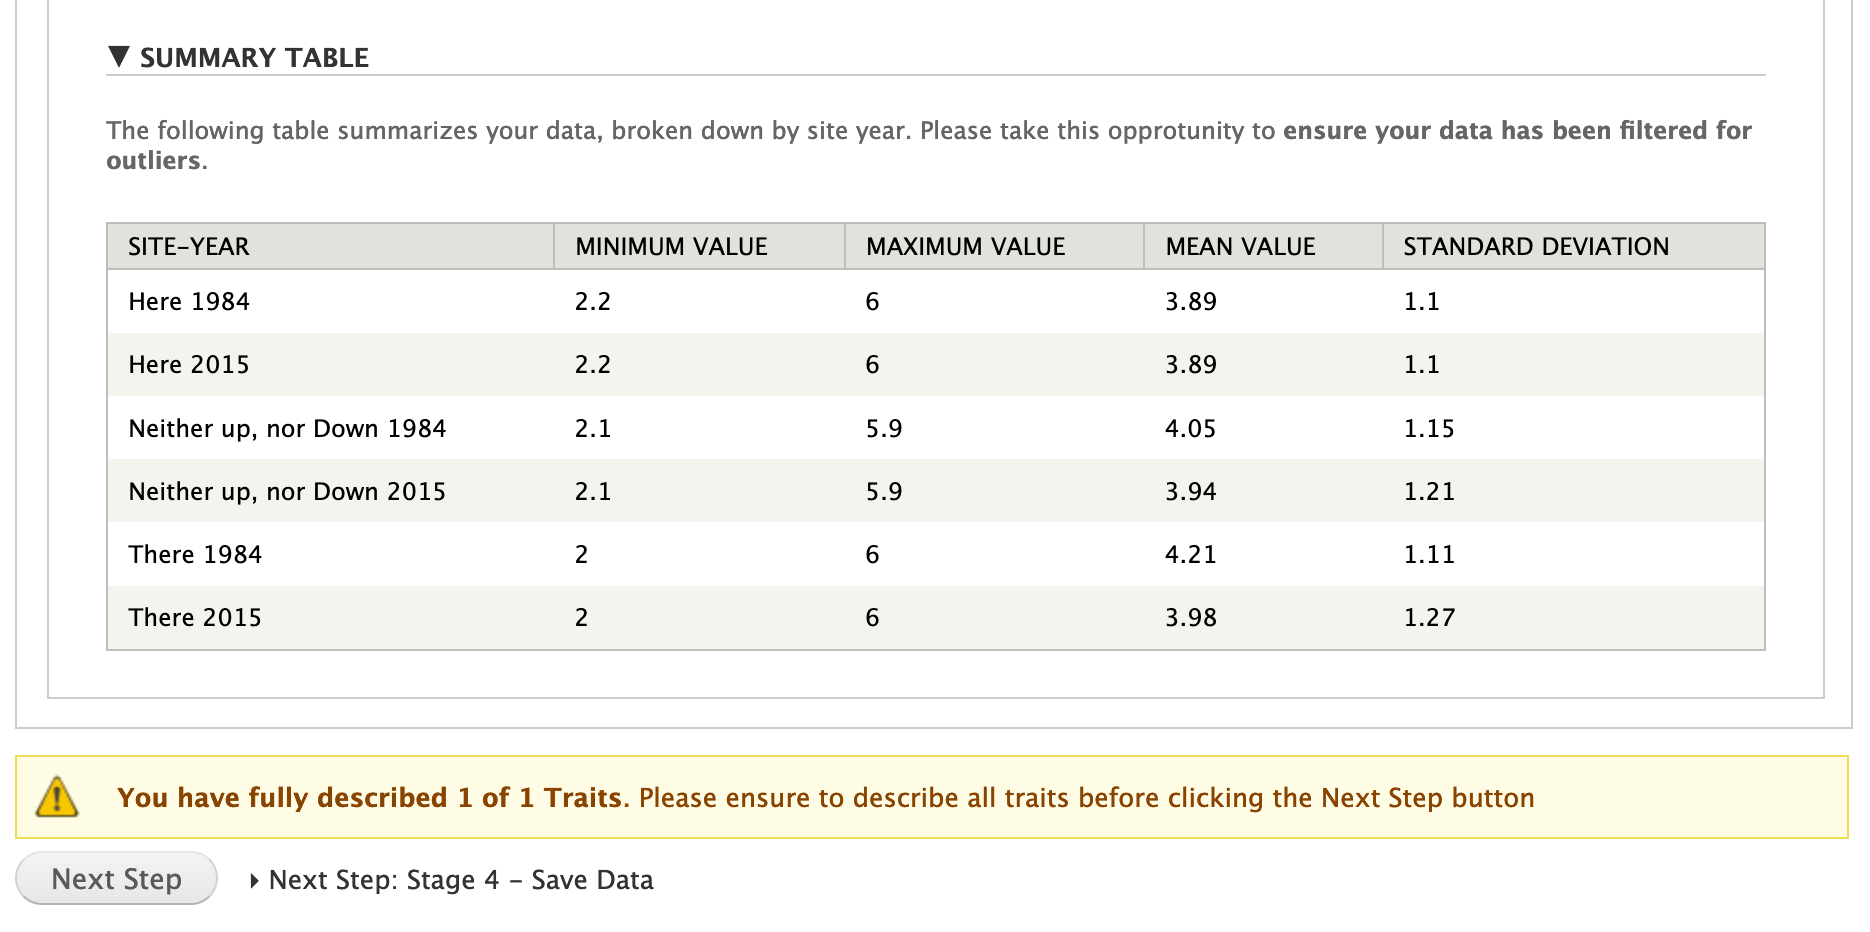 ▼ SUMMARY TABLE
The following table summarizes your data, broken down by site year. Please take this opprotunity to ensure your data has been filtered for
outliers.
SITE-YEAR MINIMUM VALUE MAXIMUM VALUE MEAN VALUE STANDARD DEVIATION
Here 1984 2.2 6 3.89 1.1
Here 2015 2.2 6 3.89 1.1
Neither up, nor Down 1984 2.1 5.9 4.05 1.15
Neither up, nor Down 2015 2.1 5.9 3.94 1.21
There 1984 2 6 4.21 1.11
There 2015 2 6 3.98 1.27
You have fully described 1 of 1 Traits. Please ensure to describe all traits before clicking the Next Step button
Next Step Next Step: Stage 4 – Save Data